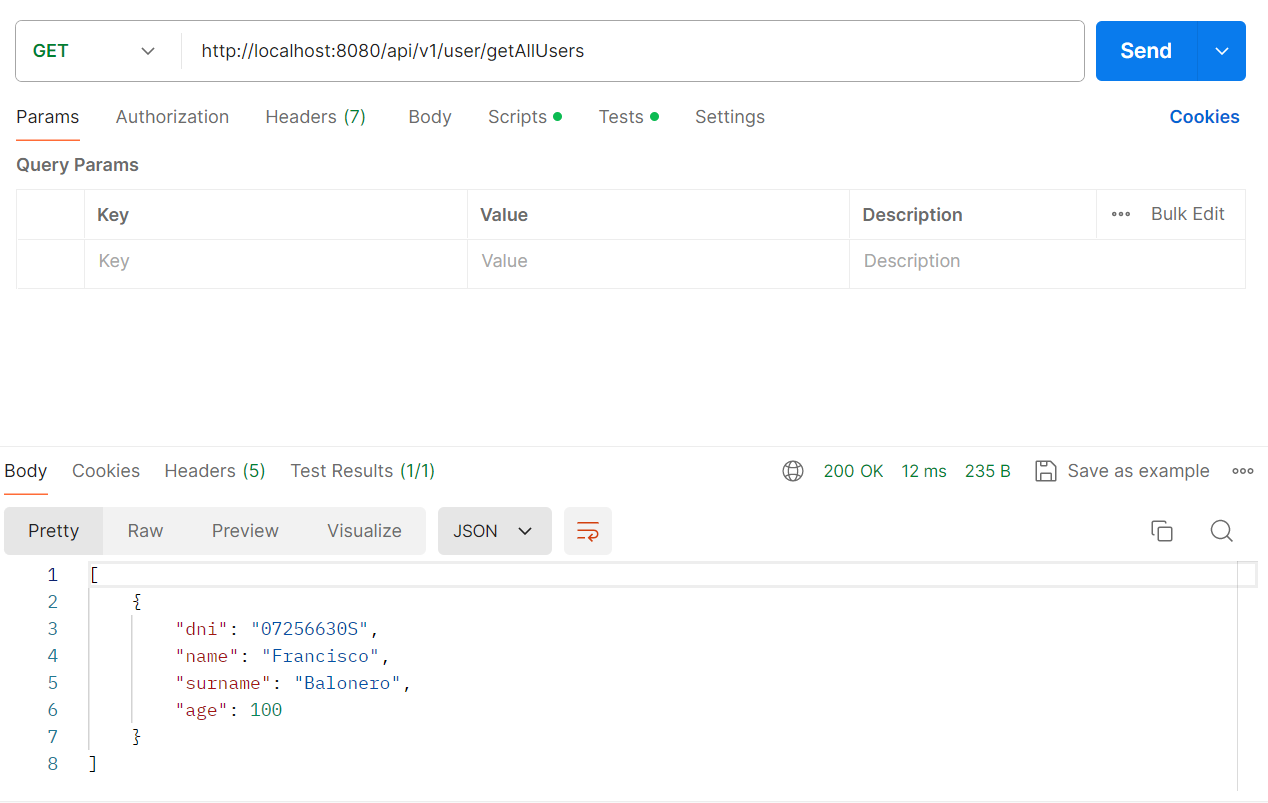 GET http://localhost:8080/api/v1/user/getAllUsers Send
Params Authorization Headers (7) Body Scripts Tests Settings Cookies
Query Params
Key Value Description Bulk Edit
Key Value Description
Body Cookies Headers (5) Test Results (1/1) 200 OK 12 ms 235 B Save as example
Pretty Raw Preview Visualize JSON
1 [
2 {
3 "dni": "07256630S",
4 "name": "Francisco",
5 "surname": "Balonero",
6 "age": 100
7 }
8 ]